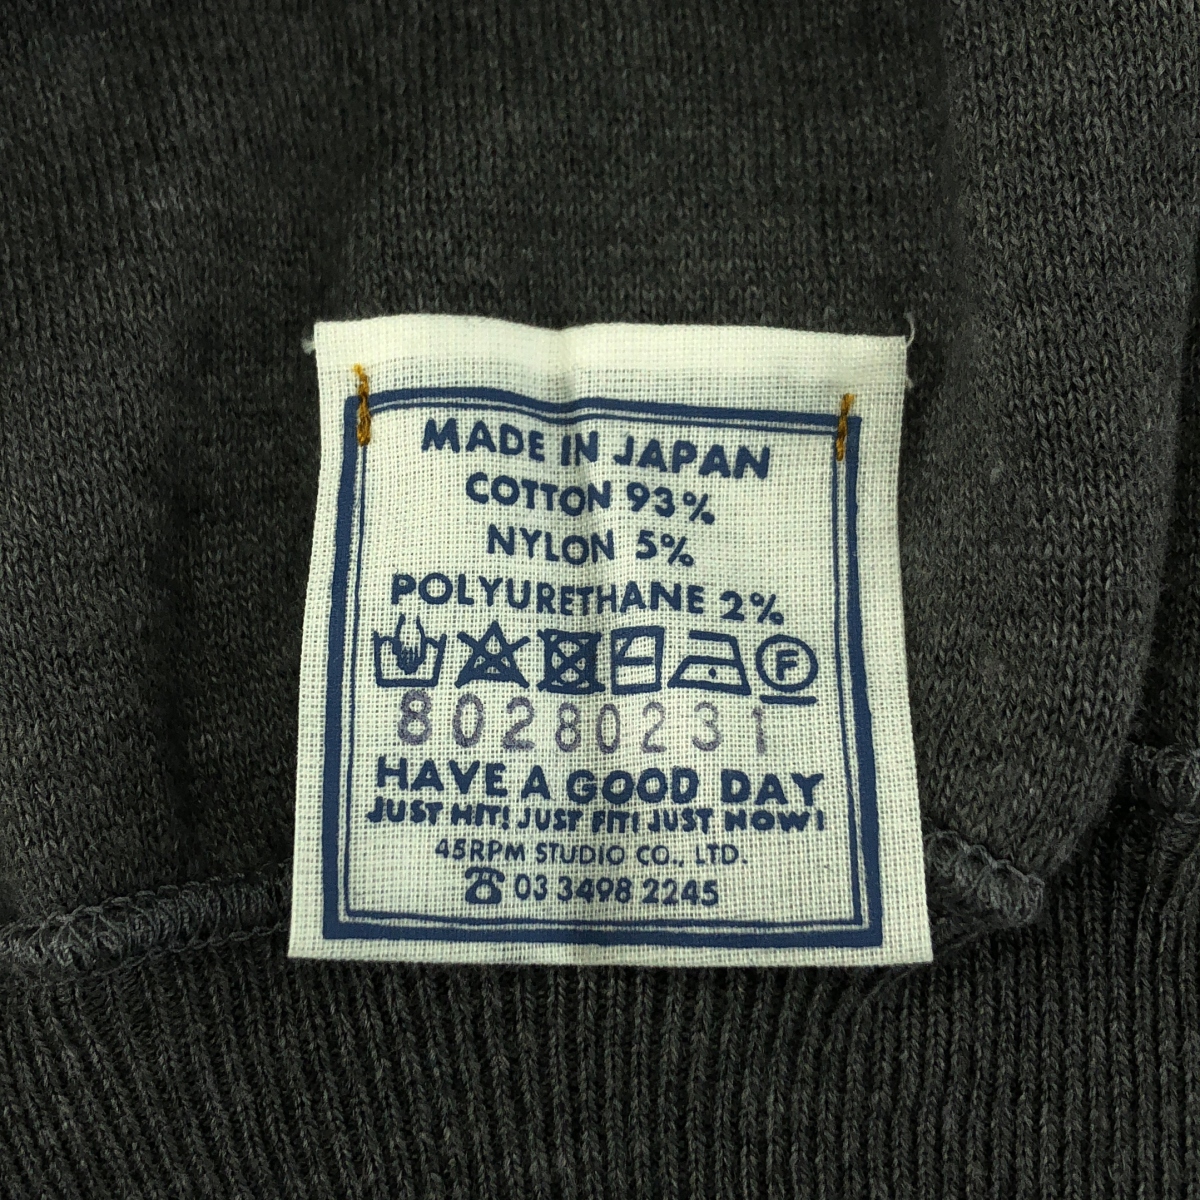 MADE IN JAPAN
COTTON 93%
NYLON 5%
POLYURETHANE 2%
F
80280231
HAVE A GOOD DAY
JUST HIT! JUST FIT! JUST NOW!
45RPM STUDIO CO., LTD.
☎ 03 3498 2245